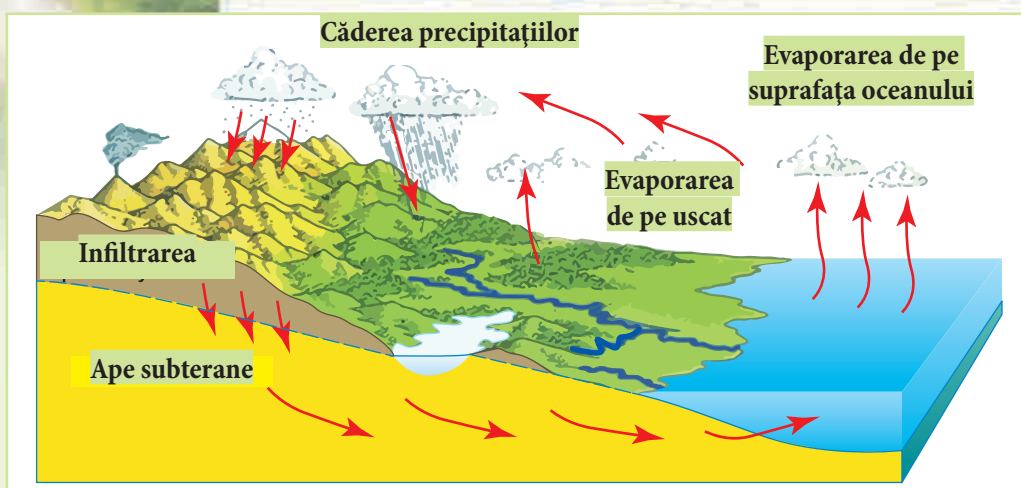 Căderea precipitaţiilor
Evaporarea de pe
suprafaţa oceanului
Evaporarea
de pe uscat
Infiltrarea
Ape subterane